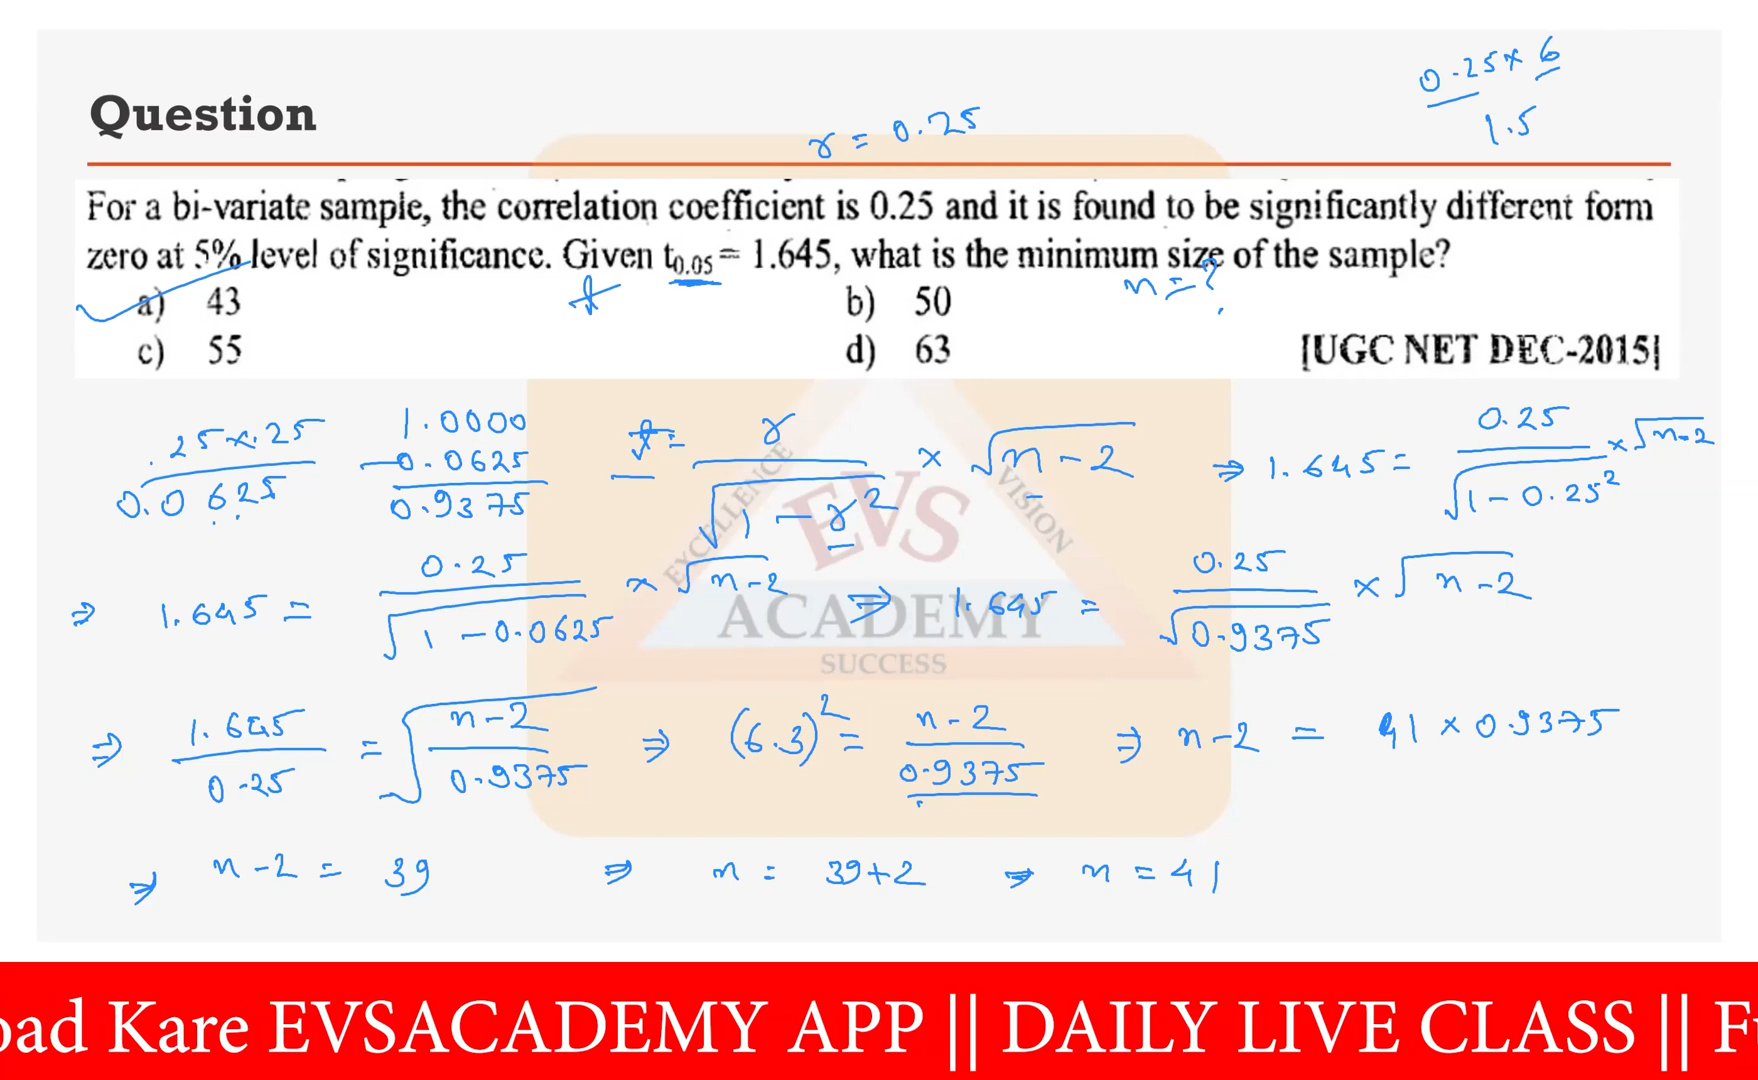 0.25 × 6
1.5
Question
r = 0.25
For a bi-variate sample, the correlation coefficient is 0.25 and it is found to be significantly different form
zero at 5% level of significance. Given t0.05 = 1.645, what is the minimum size of the sample?
t
n = ?
a) 43 b) 50
c) 55 d) 63 [UGC NET DEC-2015]
.25 × .25
0.0625
1.0000
-0.0625
0.9375
t = r/√(1 - r²) × √(n-2)
⇒ 1.645 = 0.25/√(1 - 0.25²) × √(n-2)
⇒ 1.645 = 0.25/√(1 - 0.0625) × √(n-2) ⇒ 1.645 = 0.25/√0.9375 × √(n-2)
⇒ 1.645/0.25 = √((n-2)/0.9375) ⇒ (6.3)² = (n-2)/0.9375 ⇒ n-2 = 41 × 0.9375
⇒ n-2 = 39 ⇒ n = 39+2 ⇒ n = 41
EXCELLENCE
VISION
EVS
ACADEMY
SUCCESS
oad Kare EVSACADEMY APP || DAILY LIVE CLASS || F